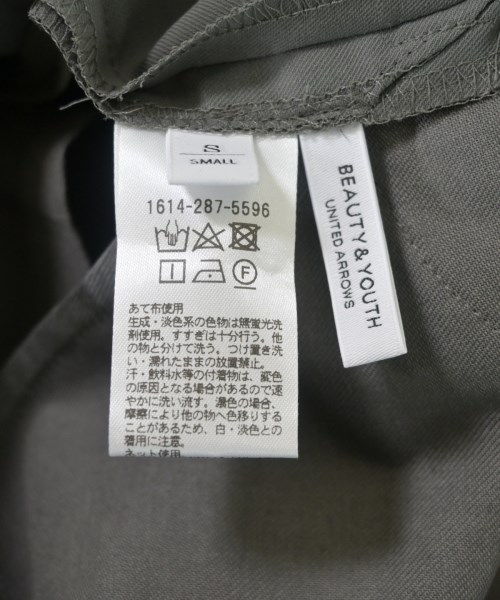 S
SMALL
1614-287-5596
F
BEAUTY & YOUTH
UNITED ARROWS
あて布使用
生成・淡色系の色物は無蛍光洗
剤使用。すすぎは十分行う。他
の物と分けて洗う。つけ置き洗
い・濡れたままの放置禁止。
汗・飲料水等の付着物は、変色
の原因となる場合があるので速
やかに洗い流す。濃色の場合、
摩擦により他の物へ色移りする
ことがあるため、白・淡色との
着用に注意。
ネット使用